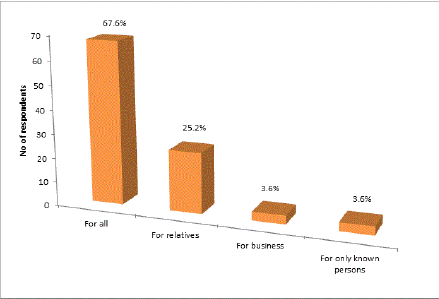 67.6%
25.2%
3.6%
3.6%
70
60
50
40
30
20
10
0
No of respondents
For all
For relatives
For business
For only known
persons